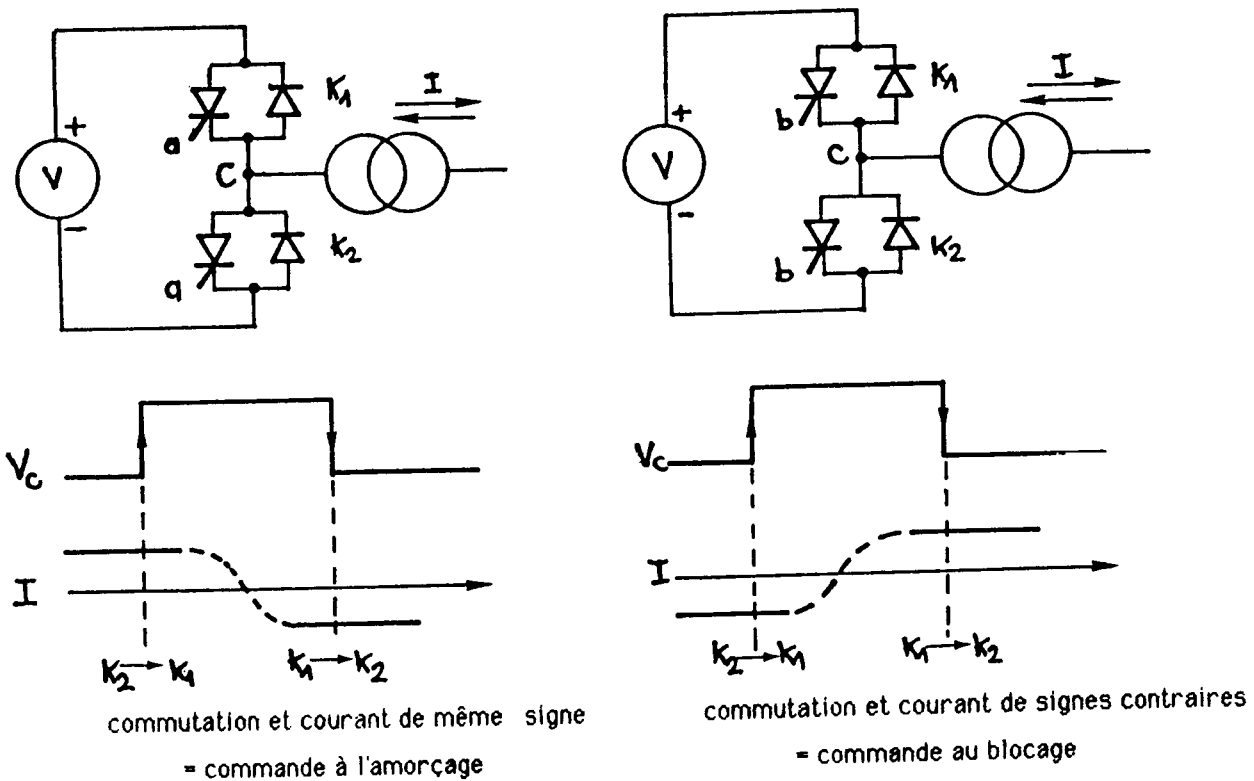 K1
I
+
a
V
C
-
K2
a
K1
I
+
b
V
C
-
K2
b
Vc
I
K2 → K1
K1 → K2
commutation et courant de même signe
= commande à l'amorçage
Vc
I
K2 → K1
K1 → K2
commutation et courant de signes contraires
= commande au blocage